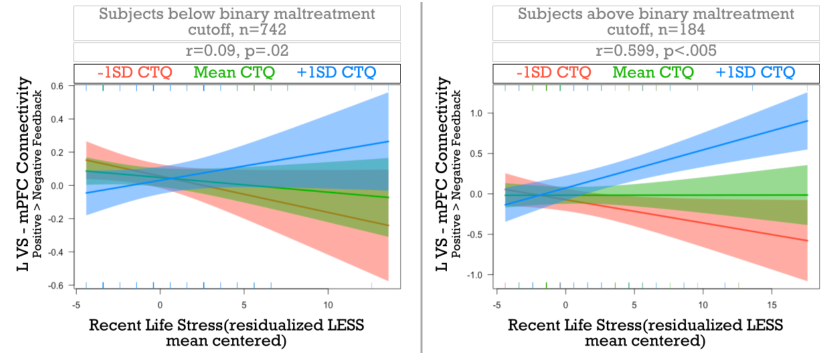 Subjects below binary maltreatment
cutoff, n=742
r=0.09, p=.02
-1SD CTQ Mean CTQ +1SD CTQ
L VS - mPFC Connectivity
Positive > Negative Feedback
0.6
0.4
0.2
0.0
-0.2
-0.4
-0.6
-5 0 5 10
Recent Life Stress(residualized LESS
mean centered)
Subjects above binary maltreatment
cutoff, n=184
r=0.599, p<.005
-1SD CTQ Mean CTQ +1SD CTQ
L VS - mPFC Connectivity
Positive > Negative Feedback
1.0
0.5
0.0
-0.5
-1.0
-5 0 5 10 15
Recent Life Stress(residualized LESS
mean centered)